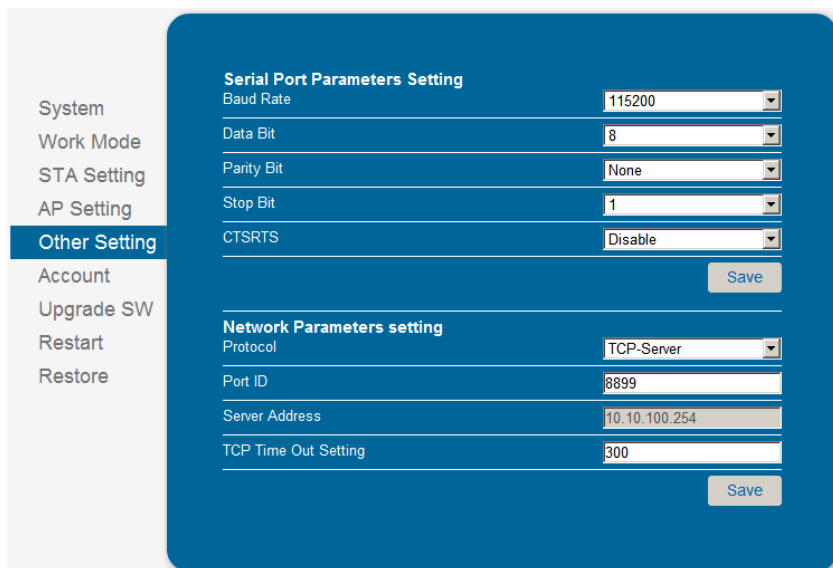 System
Work Mode
STA Setting
AP Setting
Other Setting
Account
Upgrade SW
Restart
Restore
Serial Port Parameters Setting
Baud Rate 115200
Data Bit 8
Parity Bit None
Stop Bit 1
CTSRTS Disable
Save
Network Parameters setting
Protocol TCP-Server
Port ID 8899
Server Address 10.10.100.254
TCP Time Out Setting 300
Save